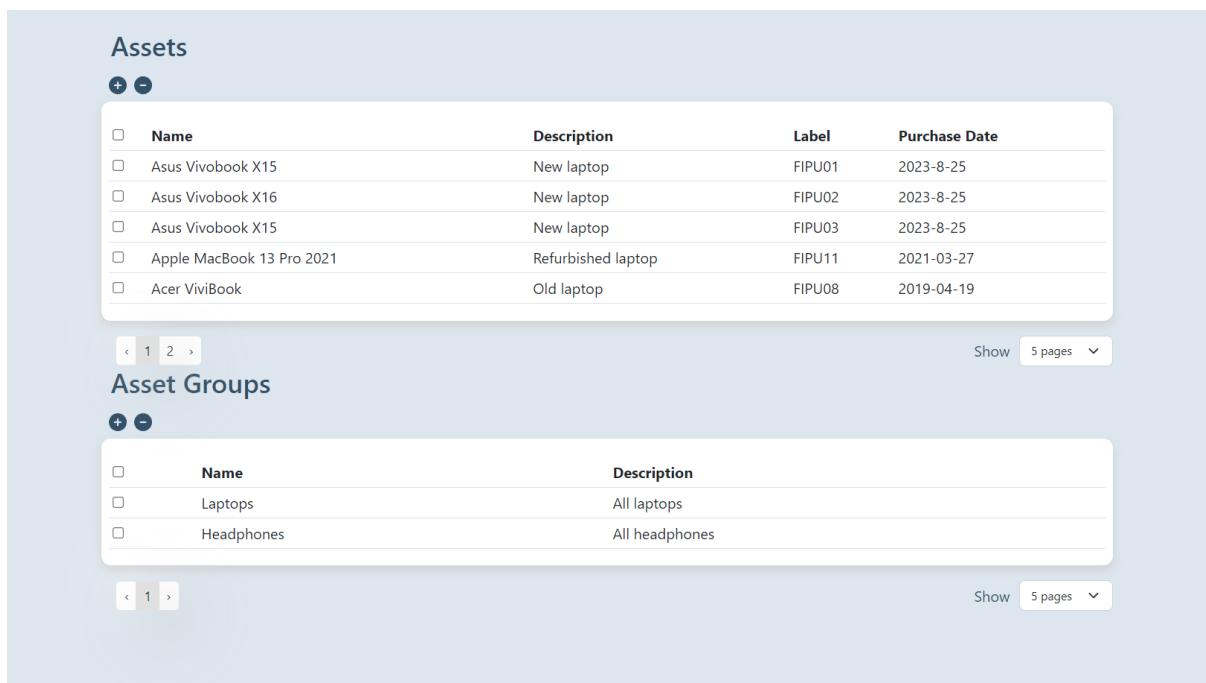 Assets
Name Description Label Purchase Date
Asus Vivobook X15 New laptop FIPU01 2023-8-25
Asus Vivobook X16 New laptop FIPU02 2023-8-25
Asus Vivobook X15 New laptop FIPU03 2023-8-25
Apple MacBook 13 Pro 2021 Refurbished laptop FIPU11 2021-03-27
Acer ViviBook Old laptop FIPU08 2019-04-19
‹ 1 2 › Show 5 pages
Asset Groups
Name Description
Laptops All laptops
Headphones All headphones
‹ 1 › Show 5 pages